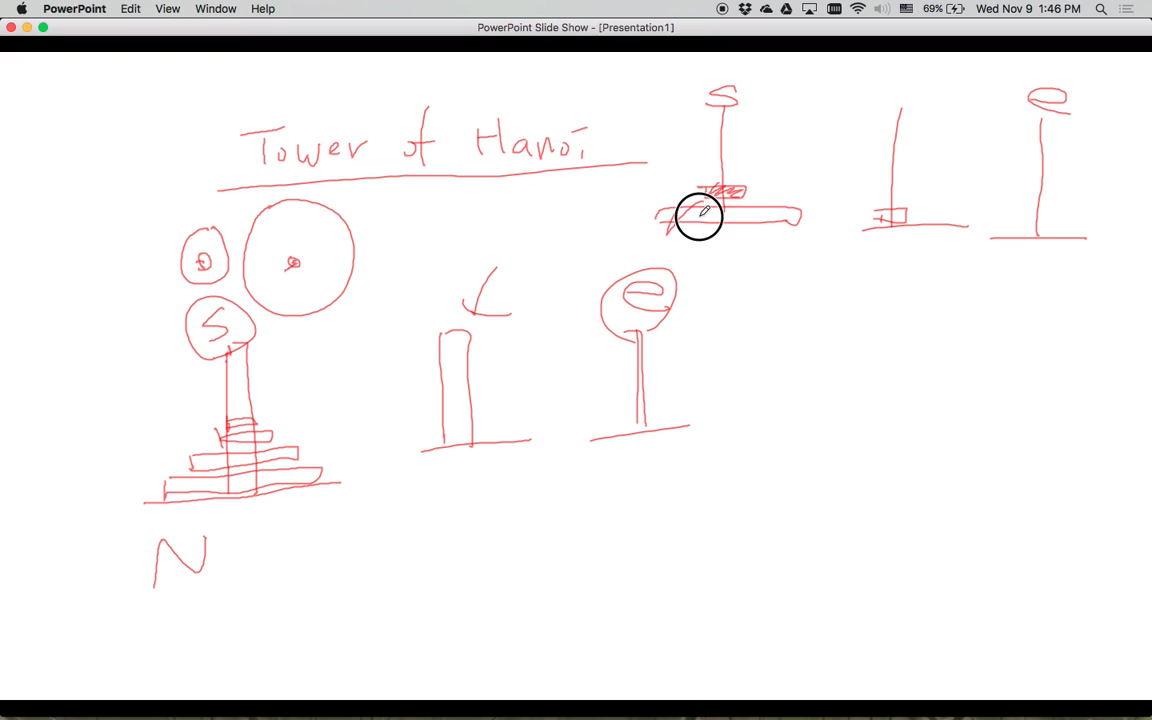 PowerPoint Edit View Window Help 69% Wed Nov 9 1:46 PM
PowerPoint Slide Show - [Presentation1]
Tower of Hanoi
S
e
S
e
N